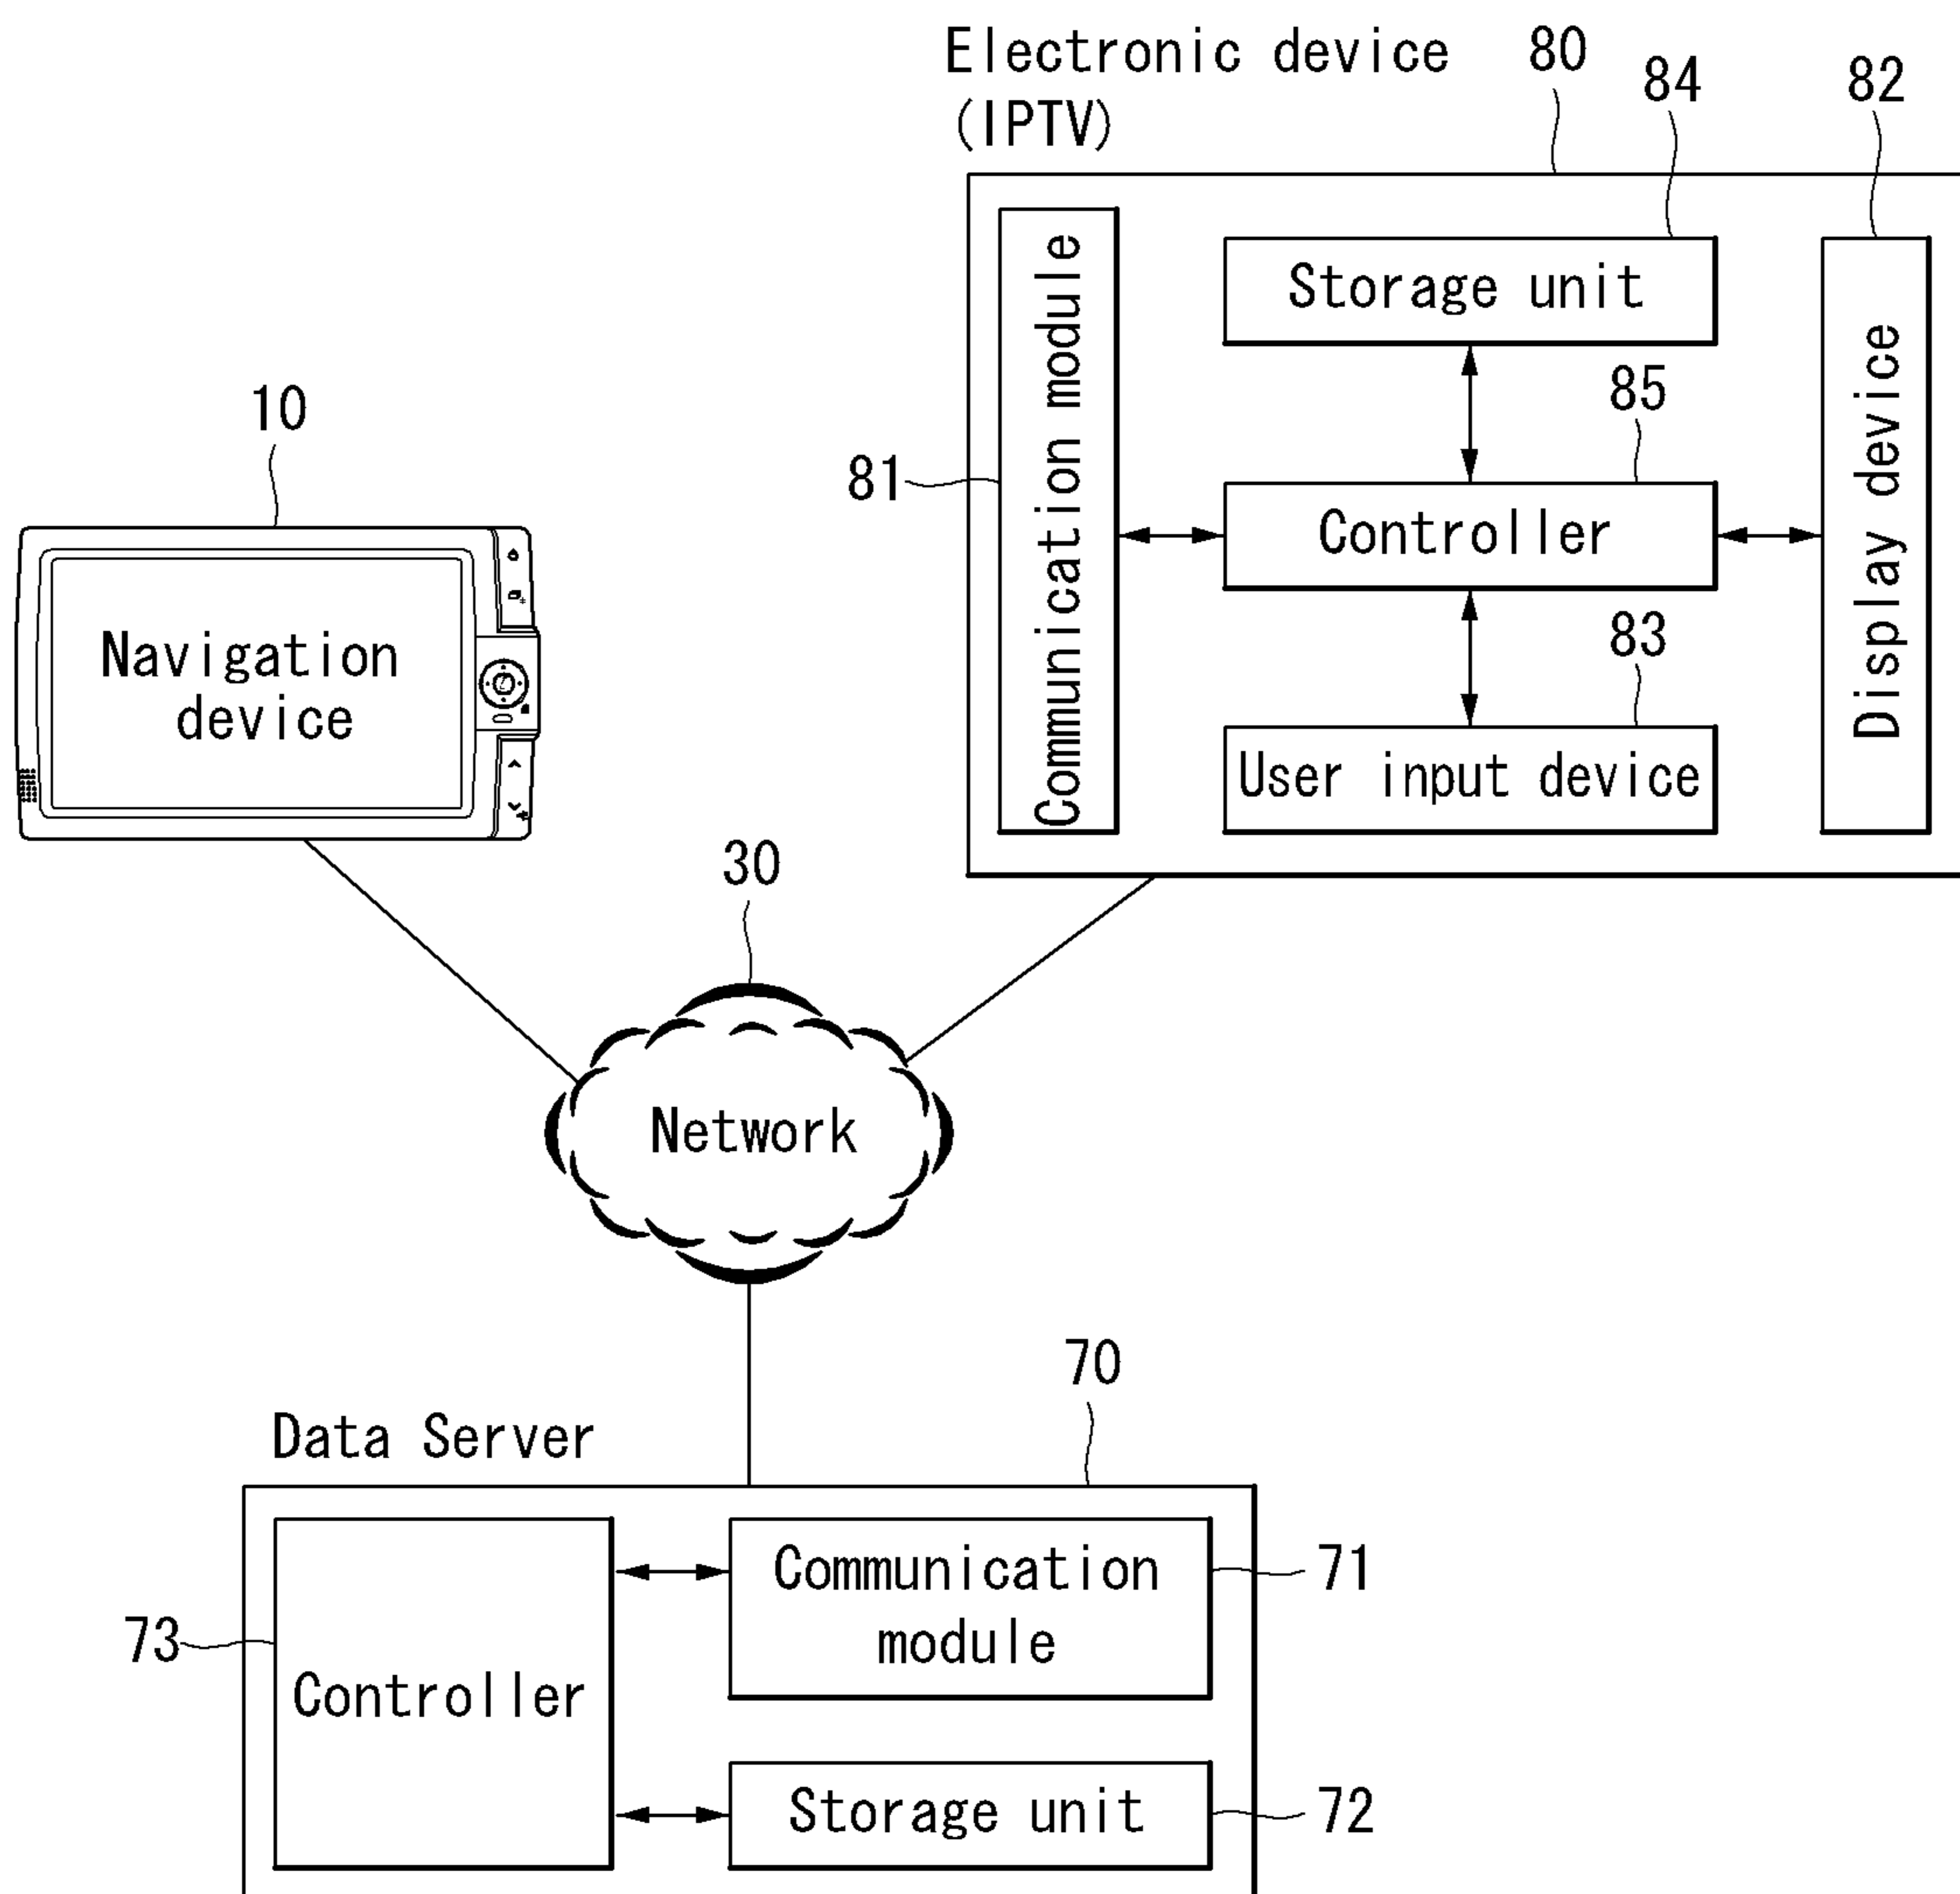 Electronic device
(IPTV)
80
84
82
Communication module
Storage unit
Display device
85
81
Controller
83
User input device
10
Navigation
device
30
Network
70
Data Server
Communication
module
71
73
Controller
Storage unit
72